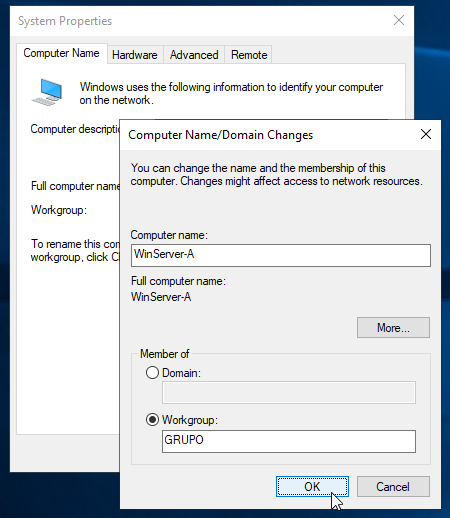 System Properties
Computer Name
Hardware
Advanced
Remote
Windows uses the following information to identify your computer
on the network.
Computer descripti
Full computer name
Workgroup:
To rename this con
workgroup, click C
Computer Name/Domain Changes
You can change the name and the membership of this
computer. Changes might affect access to network resources.
Computer name:
WinServer-A
Full computer name:
WinServer-A
More...
Member of
Domain:
Workgroup:
GRUPO
OK
Cancel